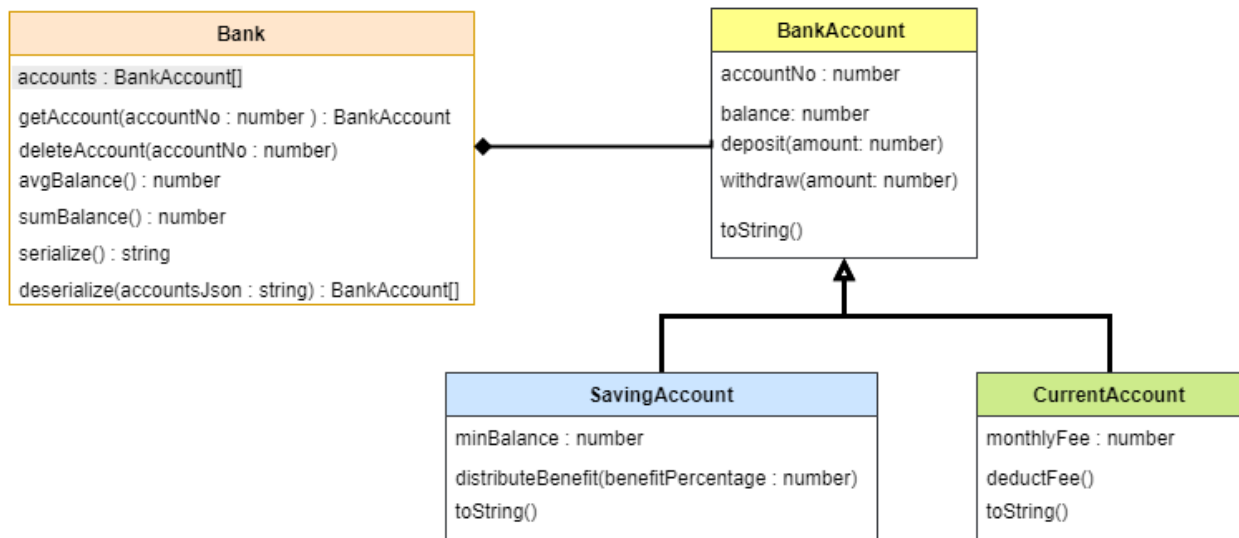 Bank
accounts : BankAccount[]
getAccount(accountNo : number ) : BankAccount
deleteAccount(accountNo : number)
avgBalance() : number
sumBalance() : number
serialize() : string
deserialize(accountsJson : string) : BankAccount[]
BankAccount
accountNo : number
balance: number
deposit(amount: number)
withdraw(amount: number)
toString()
SavingAccount
minBalance : number
distributeBenefit(benefitPercentage : number)
toString()
CurrentAccount
monthlyFee : number
deductFee()
toString()